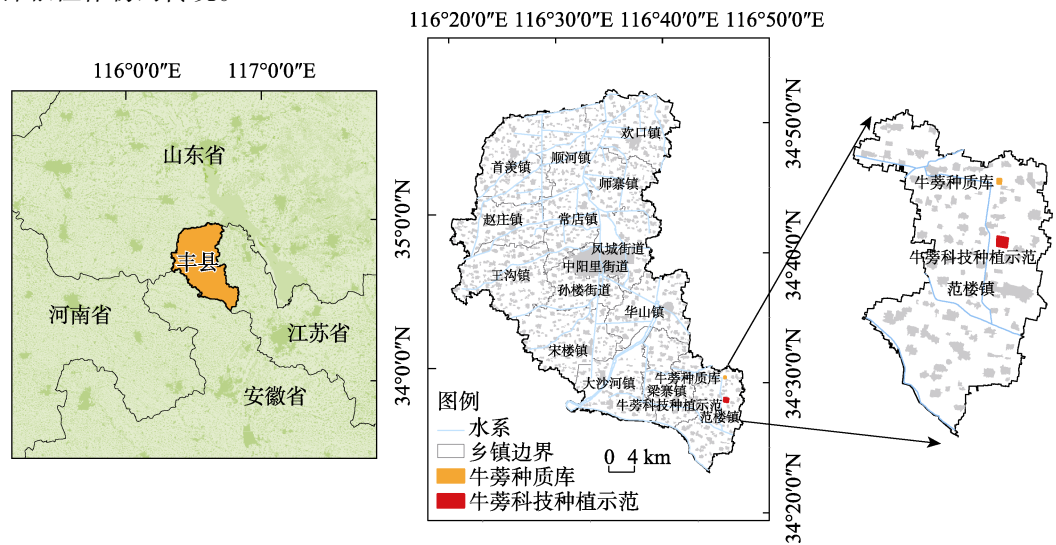 116°0′0″E
117°0′0″E
山东省
丰县
河南省
江苏省
安徽省
35°0′0″N
34°0′0″N
116°20′0″E
116°30′0″E
116°40′0″E
116°50′0″E
欢口镇
顺河镇
首羡镇
师寨镇
赵庄镇
常店镇
凤城街道
中阳里街道
王沟镇
孙楼街道
华山镇
宋楼镇
大沙河镇
牛蒡种质库
梁寨镇
牛蒡科技种植示范
范楼镇
图例
水系
乡镇边界
牛蒡种质库
牛蒡科技种植示范
0 4 km
34°50′0″N
34°40′0″N
34°30′0″N
34°20′0″N
牛蒡种质库
牛蒡科技种植示范
范楼镇